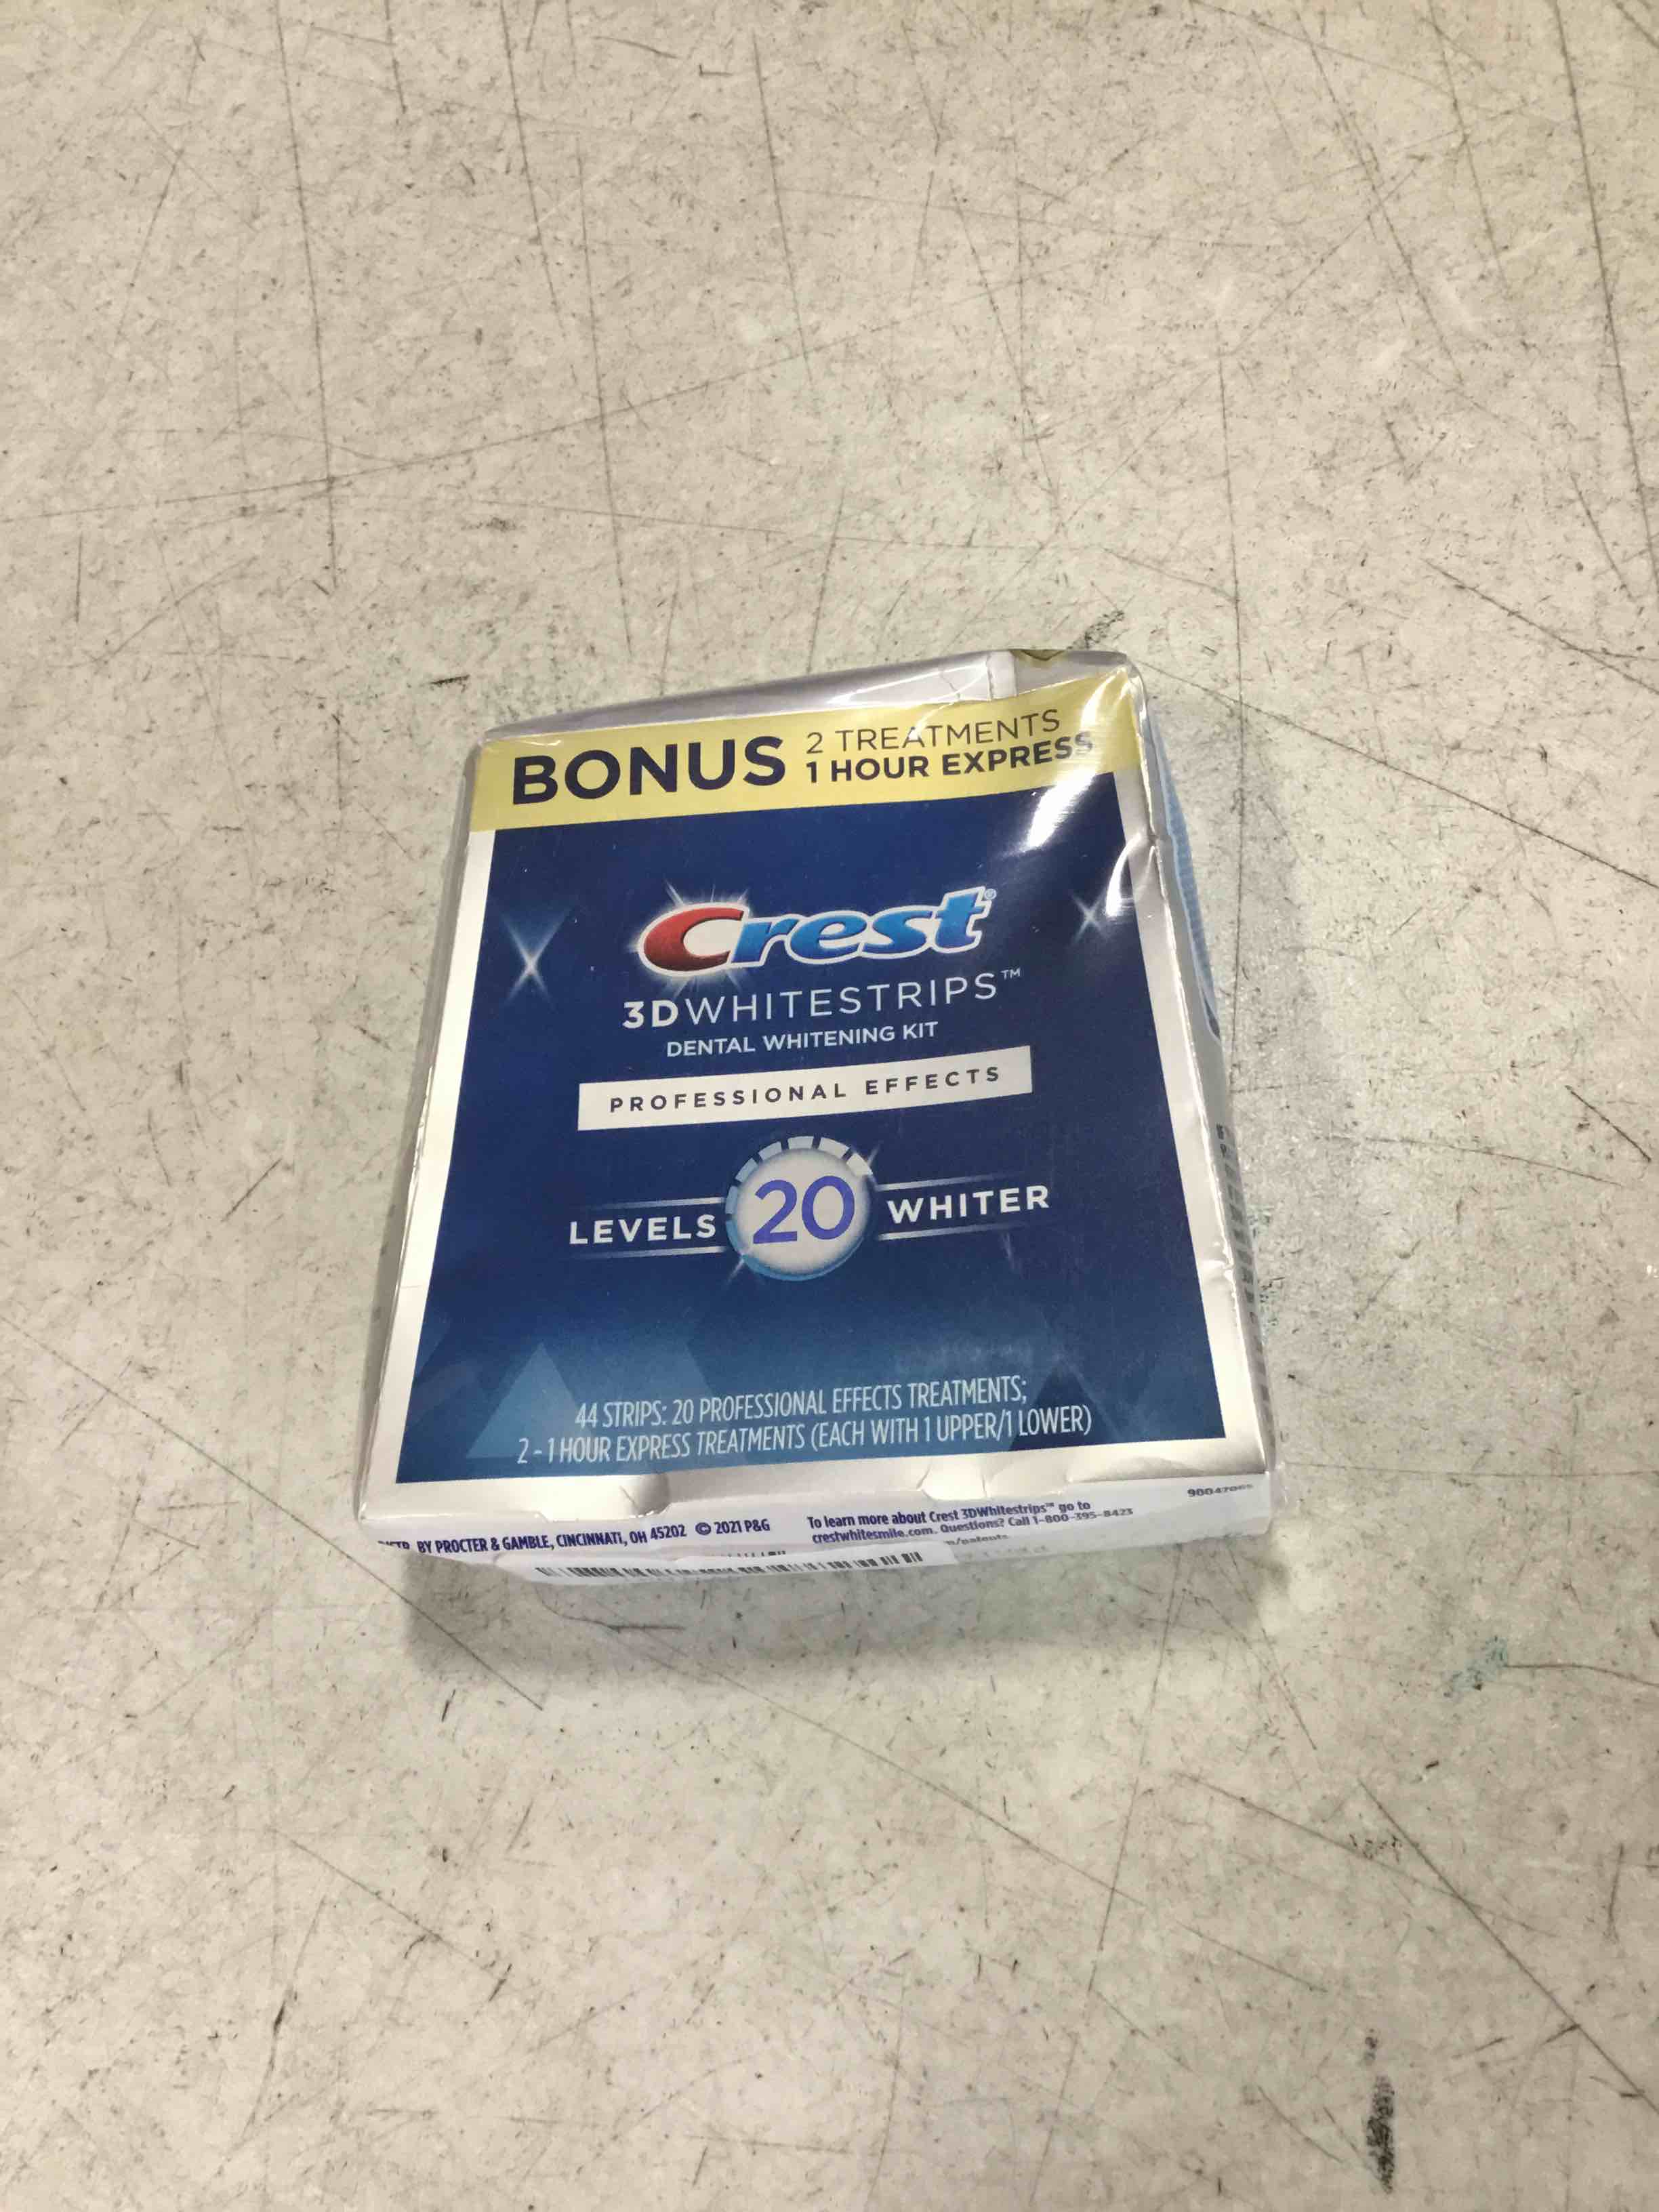 BONUS 2 TREATMENTS
1 HOUR EXPRESS
Crest®
3DWHITESTRIPS™
DENTAL WHITENING KIT
PROFESSIONAL EFFECTS
LEVELS 20 WHITER
44 STRIPS: 20 PROFESSIONAL EFFECTS TREATMENTS;
2 - 1 HOUR EXPRESS TREATMENTS (EACH WITH 1 UPPER/1 LOWER)
BY PROCTER & GAMBLE, CINCINNATI, OH 45202 © 2021 P&G
To learn more about Crest 3DWhitestrips™ go to
crestwhitesmile.com. Questions? Call 1-800-395-8423